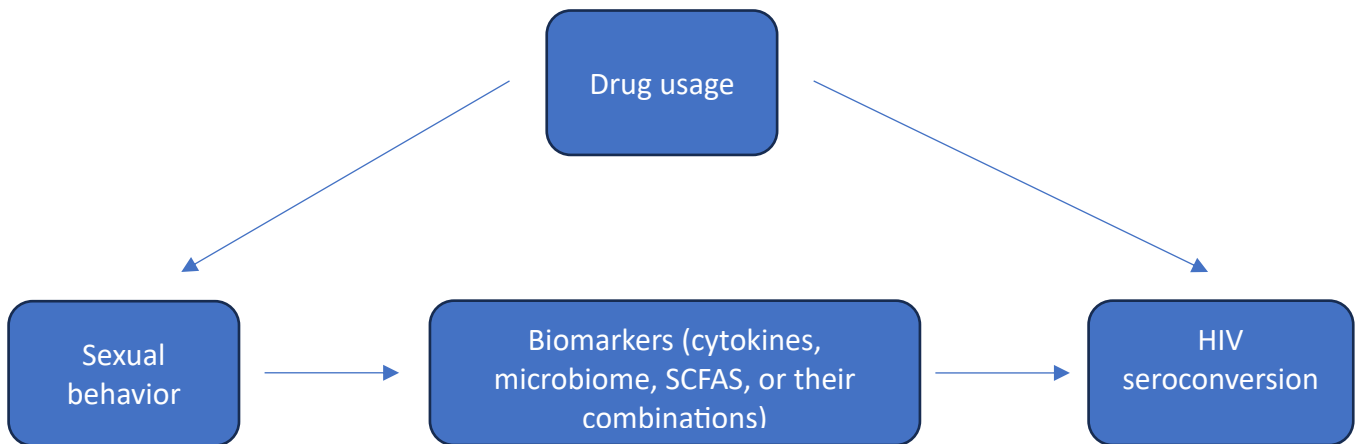 Drug usage
Sexual
behavior
Biomarkers (cytokines,
microbiome, SCFAS, or their
combinations)
HIV
seroconversion